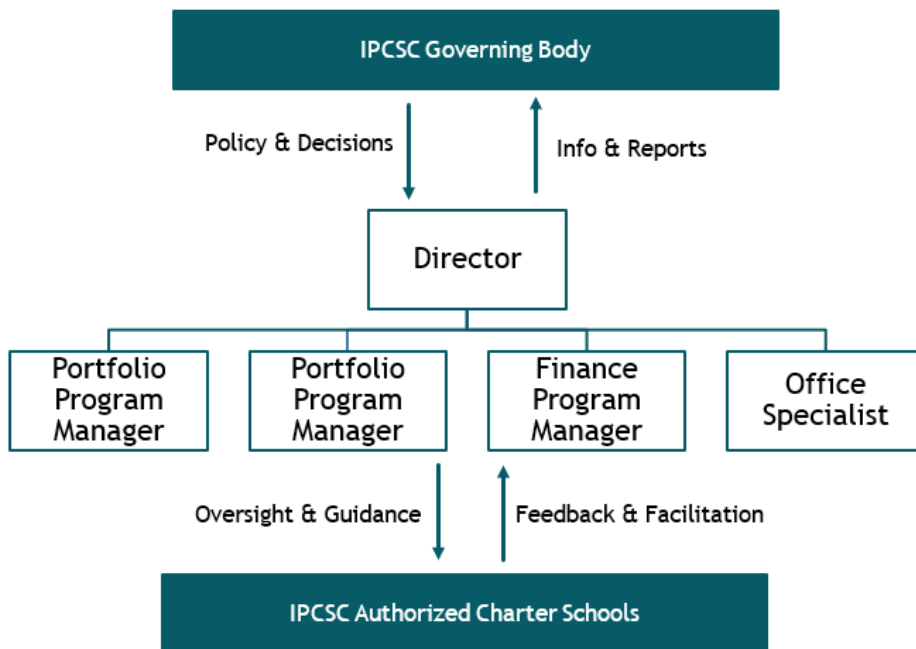 IPCSC Governing Body
Policy & Decisions
Info & Reports
Director
Portfolio
Program
Manager
Portfolio
Program
Manager
Finance
Program
Manager
Office
Specialist
Oversight & Guidance
Feedback & Facilitation
IPCSC Authorized Charter Schools